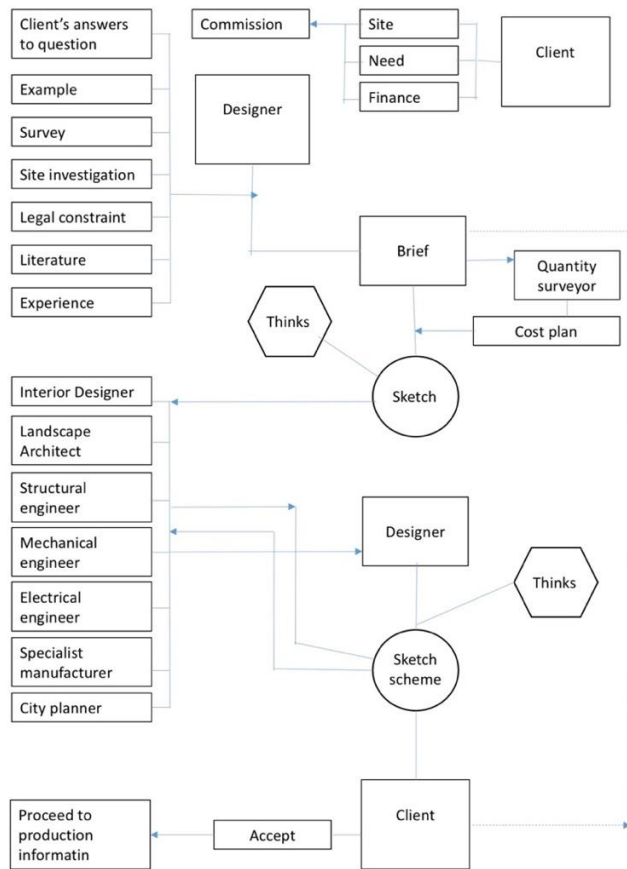 Client's answers
to question
Commission
Site
Client
Need
Example
Finance
Designer
Survey
Site investigation
Legal constraint
Brief
Literature
Quantity
surveyor
Experience
Thinks
Cost plan
Interior Designer
Sketch
Landscape
Architect
Structural
engineer
Designer
Mechanical
engineer
Thinks
Electrical
engineer
Specialist
manufacturer
Sketch
scheme
City planner
Client
Proceed to
production
informatin
Accept